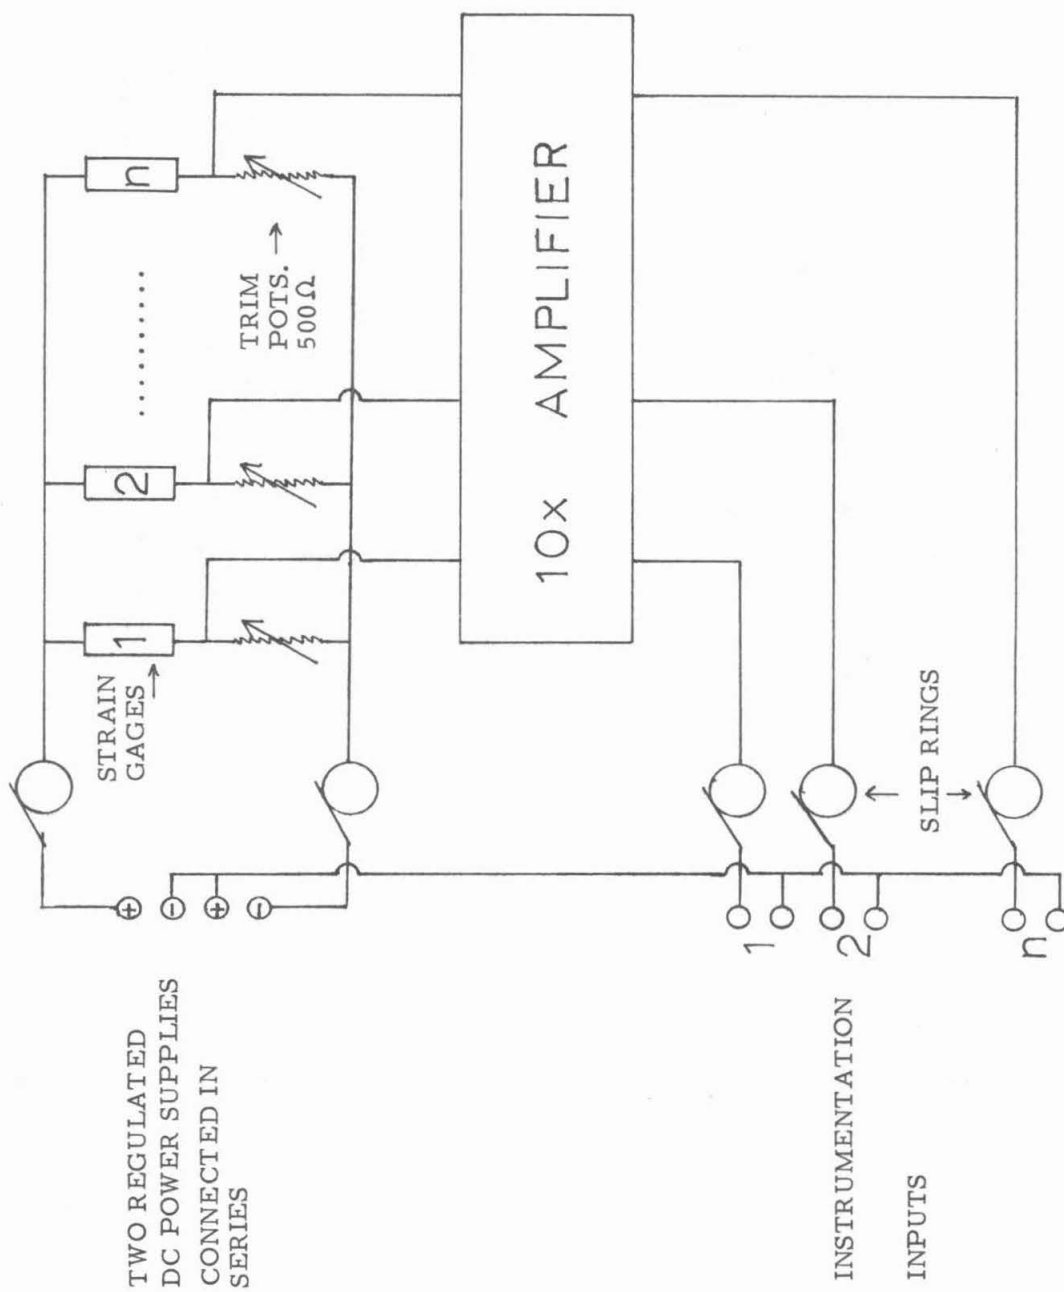 TWO REGULATED
DC POWER SUPPLIES
CONNECTED IN
SERIES
+
-
+
-
STRAIN
GAGES →
1
2
..........
n
TRIM
POTS. →
500Ω
10x AMPLIFIER
INSTRUMENTATION
INPUTS
1
2
n
SLIP RINGS